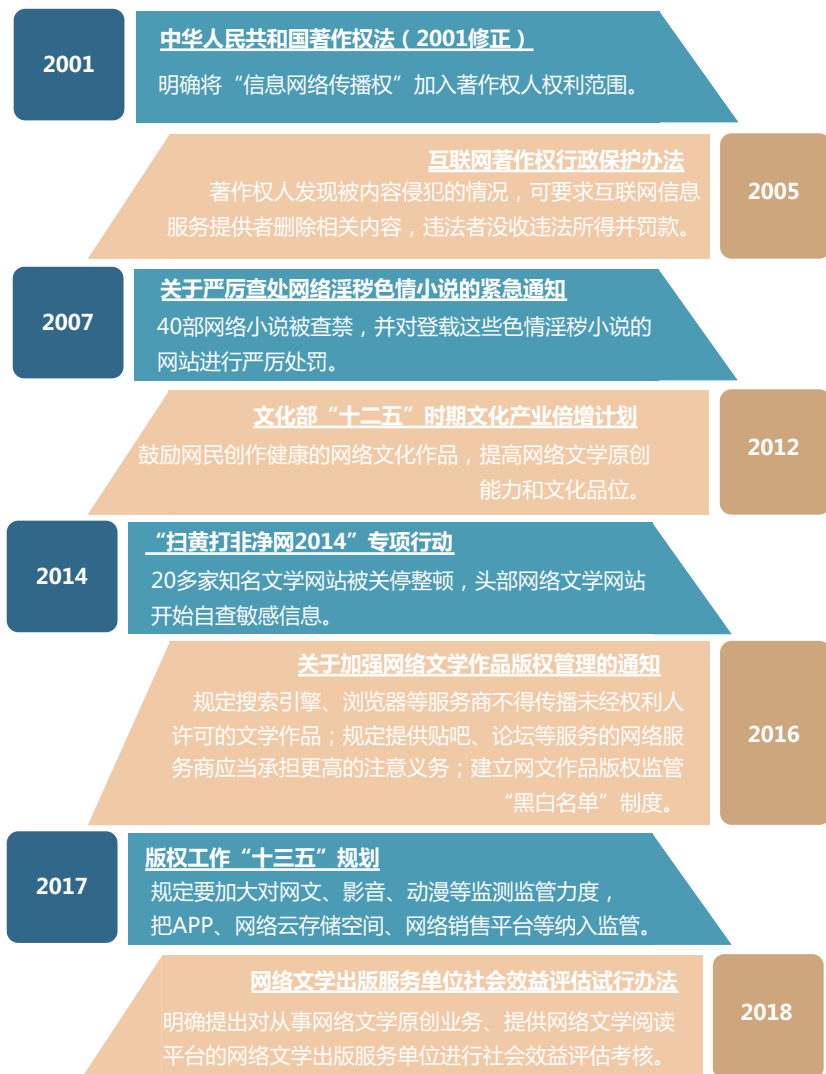 2001
中华人民共和国著作权法（2001修正）
明确将“信息网络传播权”加入著作权人权利范围。
互联网著作权行政保护办法
著作权人发现被内容侵犯的情况，可要求互联网信息
服务提供者删除相关内容，违法者没收违法所得并罚款。
2005
2007
关于严厉查处网络淫秽色情小说的紧急通知
40部网络小说被查禁，并对登载这些色情淫秽小说的
网站进行严厉处罚。
文化部“十二五”时期文化产业倍增计划
鼓励网民创作健康的网络文化作品，提高网络文学原创
能力和文化品位。
2012
2014
“扫黄打非净网2014”专项行动
20多家知名文学网站被关停整顿，头部网络文学网站
开始自查敏感信息。
关于加强网络文学作品版权管理的通知
规定搜索引擎、浏览器等服务商不得传播未经权利人
许可的文学作品；规定提供贴吧、论坛等服务的网络服
务商应当承担更高的注意义务；建立网文作品版权监管
“黑白名单”制度。
2016
2017
版权工作“十三五”规划
规定要加大对网文、影音、动漫等监测监管力度，
把APP、网络云存储空间、网络销售平台等纳入监管。
网络文学出版服务单位社会效益评估试行办法
明确提出对从事网络文学原创业务、提供网络文学阅读
平台的网络文学出版服务单位进行社会效益评估考核。
2018